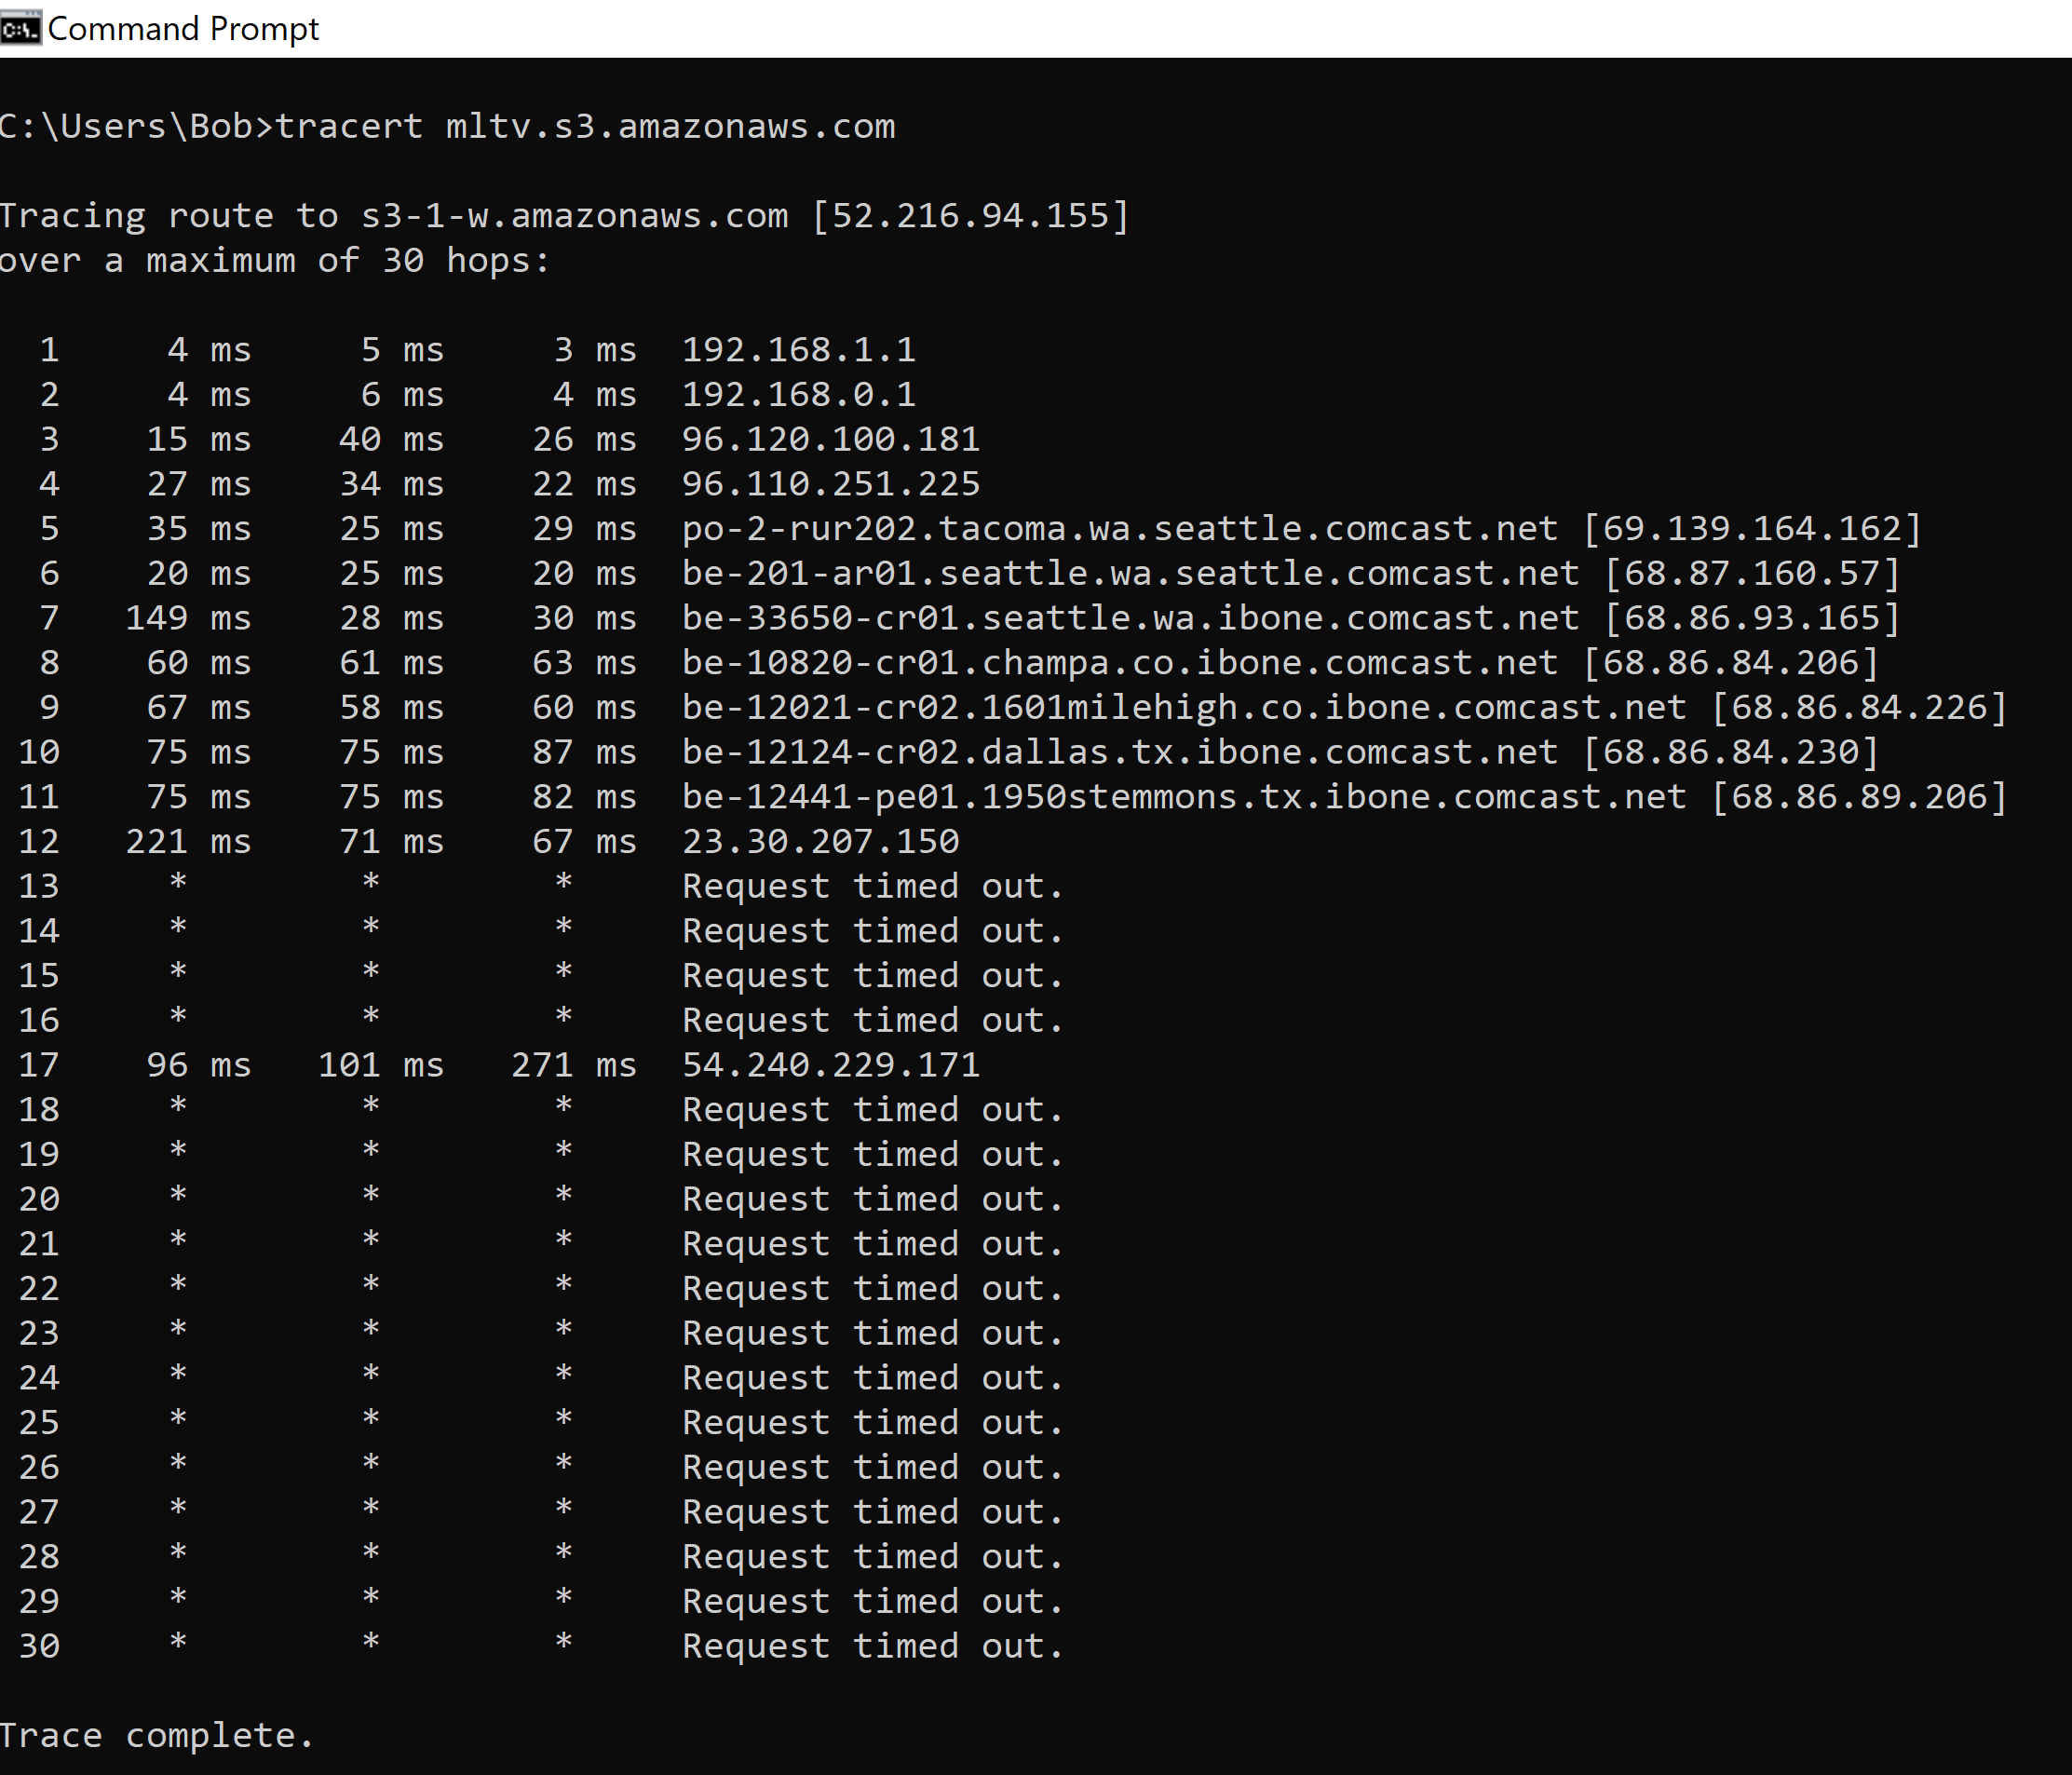 Command Prompt
C:\Users\Bob>tracert mltv.s3.amazonaws.com
Tracing route to s3-1-w.amazonaws.com [52.216.94.155]
over a maximum of 30 hops:
1 4 ms 5 ms 3 ms 192.168.1.1
2 4 ms 6 ms 4 ms 192.168.0.1
3 15 ms 40 ms 26 ms 96.120.100.181
4 27 ms 34 ms 22 ms 96.110.251.225
5 35 ms 25 ms 29 ms po-2-rur202.tacoma.wa.seattle.comcast.net [69.139.164.162]
6 20 ms 25 ms 20 ms be-201-ar01.seattle.wa.seattle.comcast.net [68.87.160.57]
7 149 ms 28 ms 30 ms be-33650-cr01.seattle.wa.ibone.comcast.net [68.86.93.165]
8 60 ms 61 ms 63 ms be-10820-cr01.champa.co.ibone.comcast.net [68.86.84.206]
9 67 ms 58 ms 60 ms be-12021-cr02.1601milehigh.co.ibone.comcast.net [68.86.84.226]
10 75 ms 75 ms 87 ms be-12124-cr02.dallas.tx.ibone.comcast.net [68.86.84.230]
11 75 ms 75 ms 82 ms be-12441-pe01.1950stemmons.tx.ibone.comcast.net [68.86.89.206]
12 221 ms 71 ms 67 ms 23.30.207.150
13 * * * Request timed out.
14 * * * Request timed out.
15 * * * Request timed out.
16 * * * Request timed out.
17 96 ms 101 ms 271 ms 54.240.229.171
18 * * * Request timed out.
19 * * * Request timed out.
20 * * * Request timed out.
21 * * * Request timed out.
22 * * * Request timed out.
23 * * * Request timed out.
24 * * * Request timed out.
25 * * * Request timed out.
26 * * * Request timed out.
27 * * * Request timed out.
28 * * * Request timed out.
29 * * * Request timed out.
30 * * * Request timed out.
Trace complete.